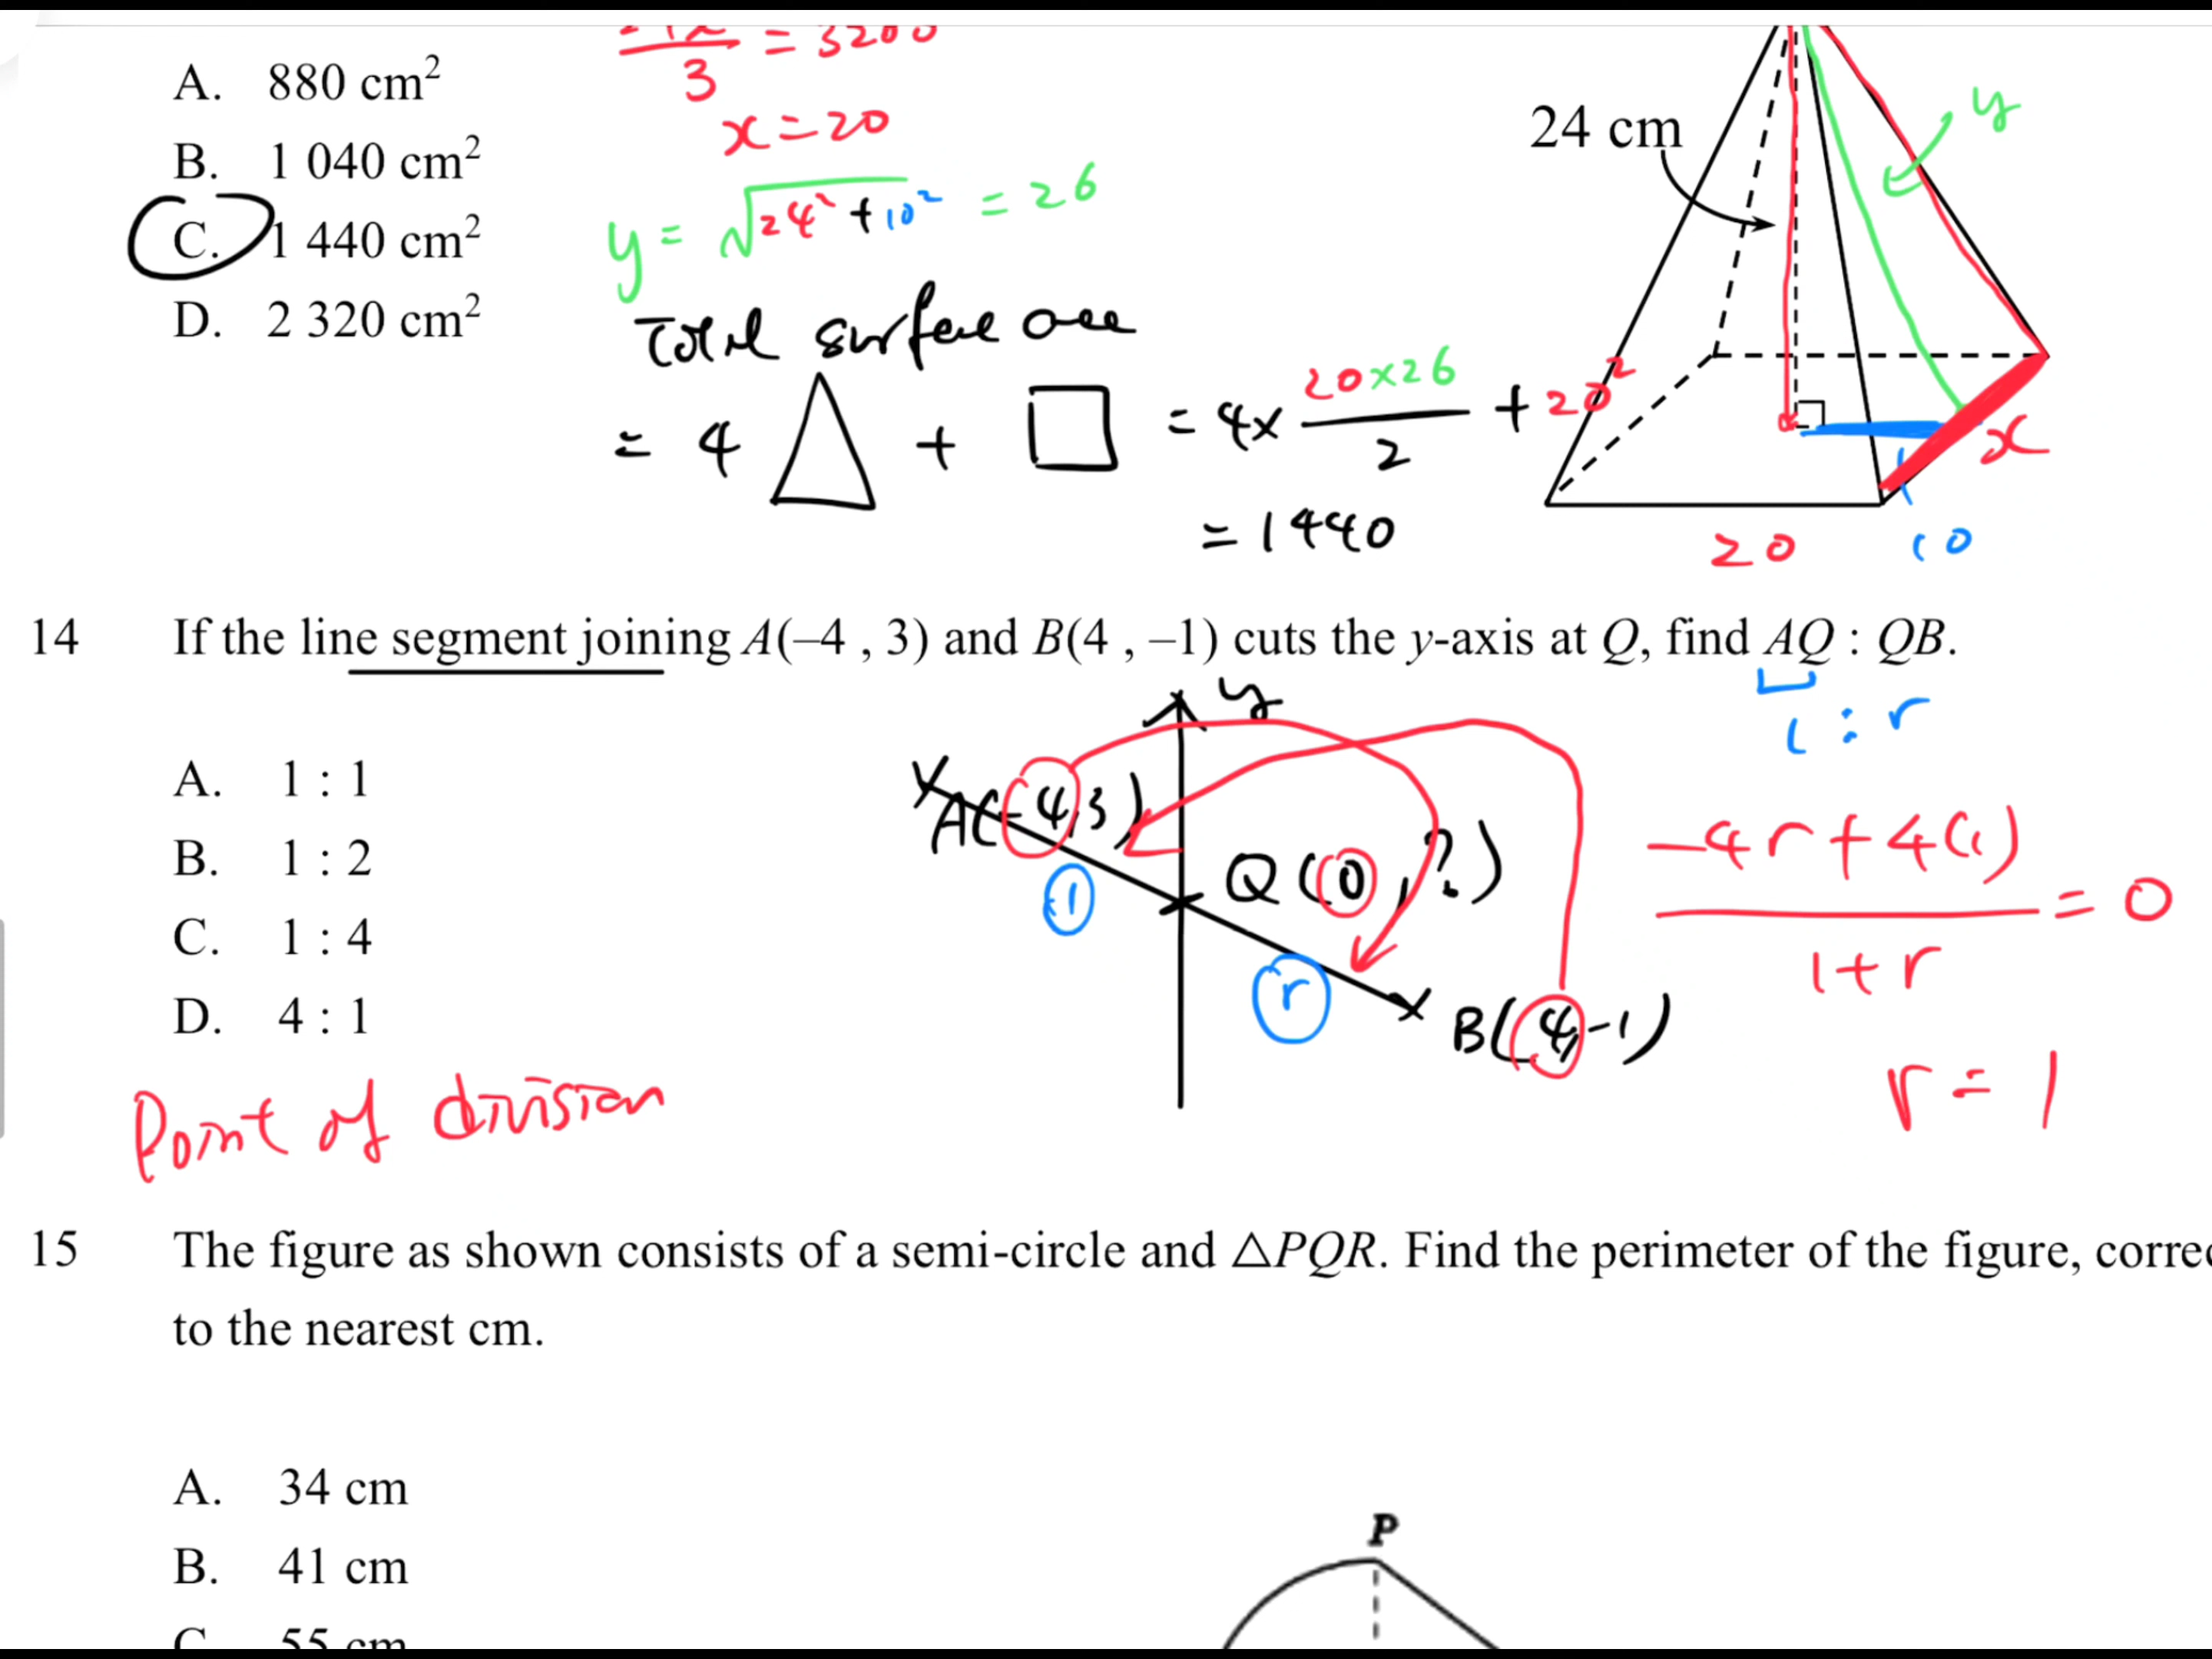 A. 880 cm²
B. 1 040 cm²
C. 1 440 cm²
D. 2 320 cm²
3 = 3200
x = 20
y = √24² + 10² = 26
Total surface area
= 4 △ + □ = 4 x 20x26 / 2 + 20²
= 1440
24 cm
y
x
20
10
14 If the line segment joining A(–4 , 3) and B(4 , –1) cuts the y-axis at Q, find AQ : QB.
1 : r
A. 1 : 1
B. 1 : 2
C. 1 : 4
D. 4 : 1
y
A(-4,3)
Q(0,?)
1
r
B(4,-1)
-4r+4(1) / 1+r = 0
r = 1
Point of division
15 The figure as shown consists of a semi-circle and △PQR. Find the perimeter of the figure, correc
to the nearest cm.
A. 34 cm
B. 41 cm
C. 55 cm
P